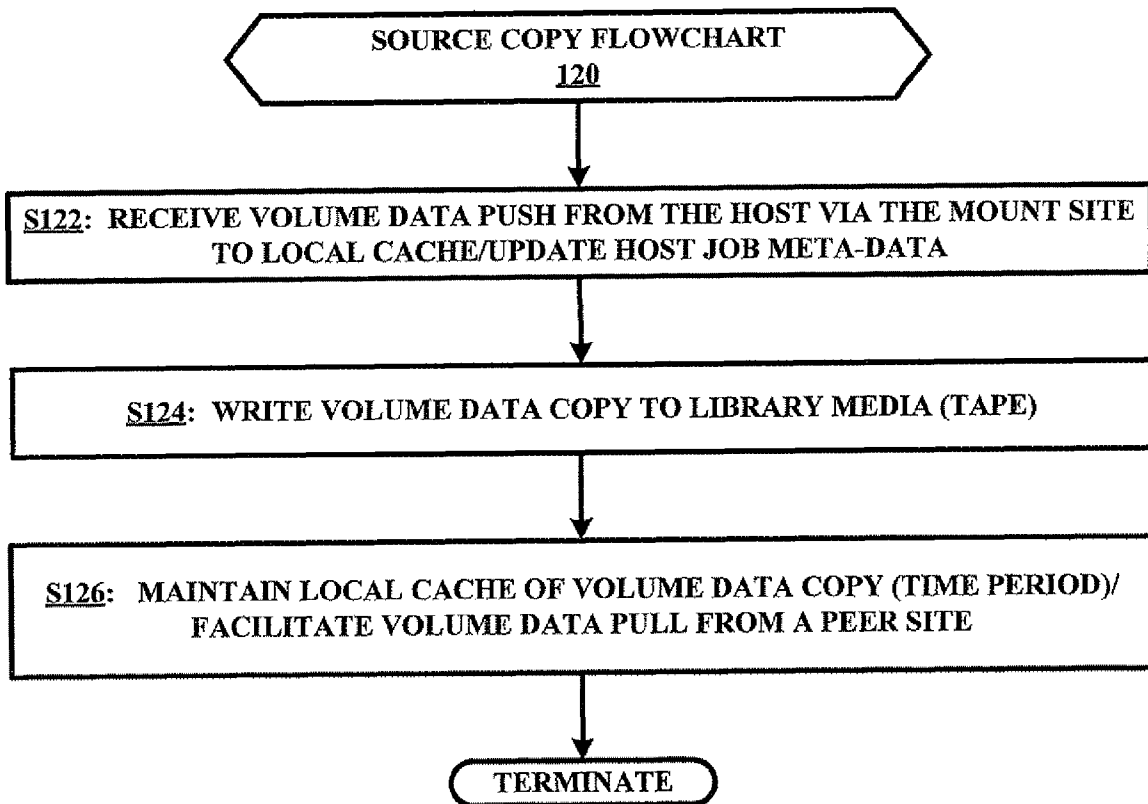 SOURCE COPY FLOWCHART
120
S122: RECEIVE VOLUME DATA PUSH FROM THE HOST VIA THE MOUNT SITE
TO LOCAL CACHE/UPDATE HOST JOB META-DATA
S124: WRITE VOLUME DATA COPY TO LIBRARY MEDIA (TAPE)
S126: MAINTAIN LOCAL CACHE OF VOLUME DATA COPY (TIME PERIOD)/
FACILITATE VOLUME DATA PULL FROM A PEER SITE
TERMINATE